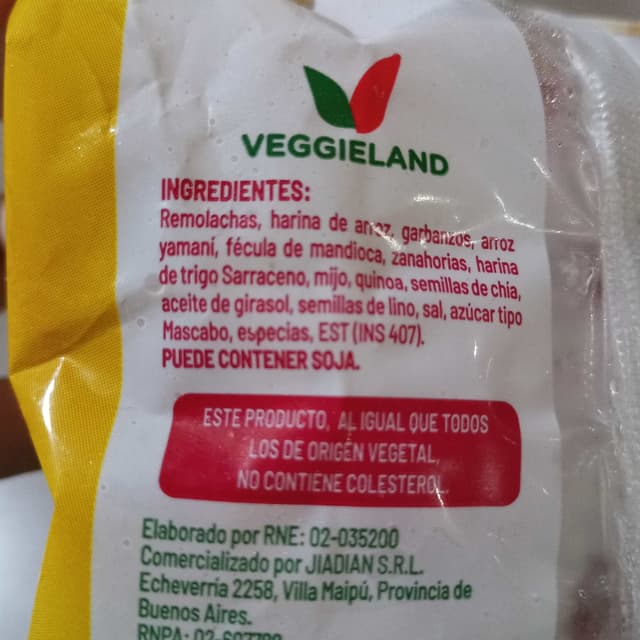 VEGGIELAND
INGREDIENTES:
Remolachas, harina de arroz, garbanzos, arroz
yamaní, fécula de mandioca, zanahorias, harina
de trigo Sarraceno, mijo, quinoa, semillas de chia,
aceite de girasol, semillas de lino, sal, azúcar tipo
Mascabo, especias, EST (INS 407).
PUEDE CONTENER SOJA.
ESTE PRODUCTO, AL IGUAL QUE TODOS
LOS DE ORIGEN VEGETAL,
NO CONTIENE COLESTEROL.
Elaborado por RNE: 02-035200
Comercializado por JIADIAN S.R.L.
Echeverría 2258, Villa Maipú, Provincia de
Buenos Aires.
RNPA: